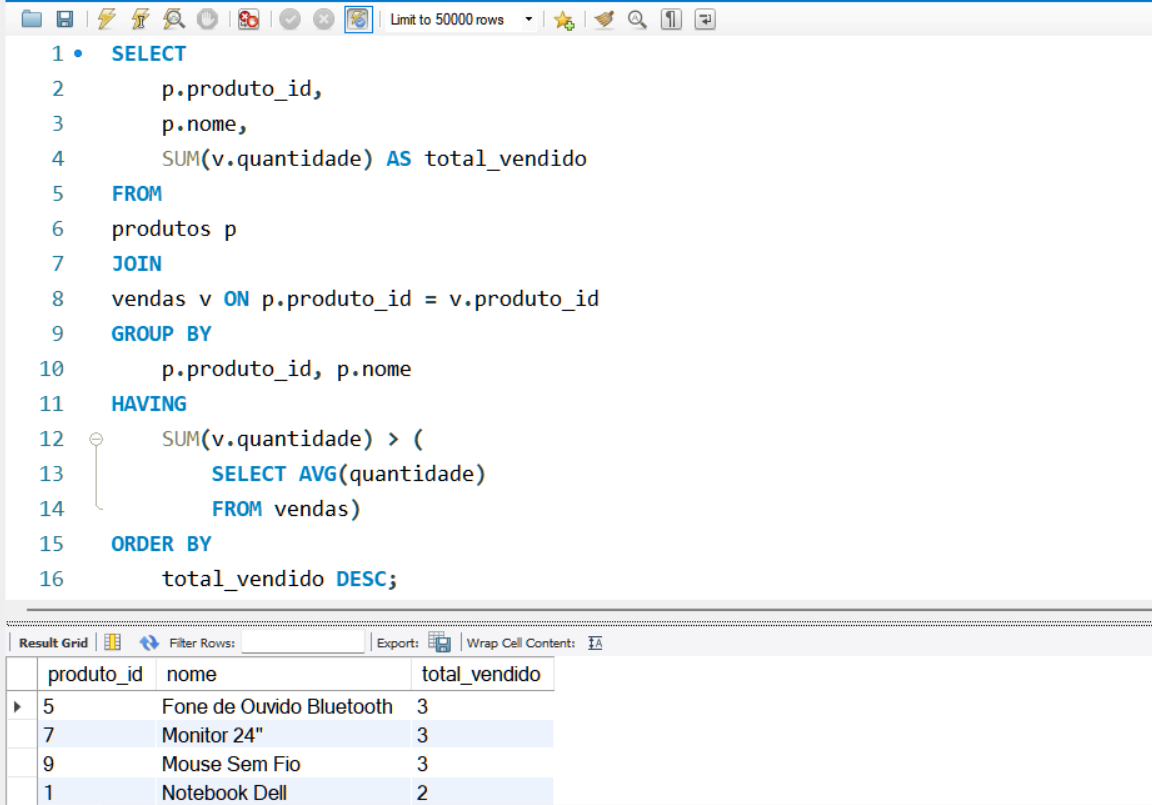 Limit to 50000 rows
1 SELECT
2 p.produto_id,
3 p.nome,
4 SUM(v.quantidade) AS total_vendido
5 FROM
6 produtos p
7 JOIN
8 vendas v ON p.produto_id = v.produto_id
9 GROUP BY
10 p.produto_id, p.nome
11 HAVING
12 SUM(v.quantidade) > (
13 SELECT AVG(quantidade)
14 FROM vendas)
15 ORDER BY
16 total_vendido DESC;
Result Grid Filter Rows: Export: Wrap Cell Content: IA
produto_id nome total_vendido
5 Fone de Ouvido Bluetooth 3
7 Monitor 24" 3
9 Mouse Sem Fio 3
1 Notebook Dell 2